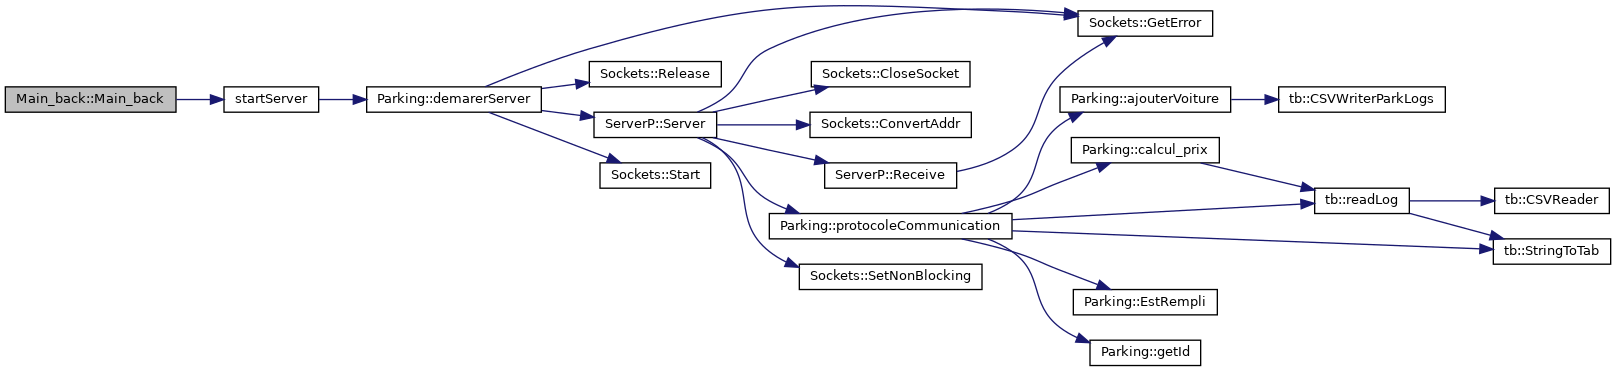 Main_back::Main_back
startServer
Parking::demarerServer
Sockets::GetError
Sockets::Release
ServerP::Server
Sockets::Start
Sockets::CloseSocket
Sockets::ConvertAddr
ServerP::Receive
Parking::protocoleCommunication
Sockets::SetNonBlocking
Parking::ajouterVoiture
tb::CSVWriterParkLogs
Parking::calcul_prix
tb::readLog
tb::CSVReader
tb::StringToTab
Parking::EstRempli
Parking::getId